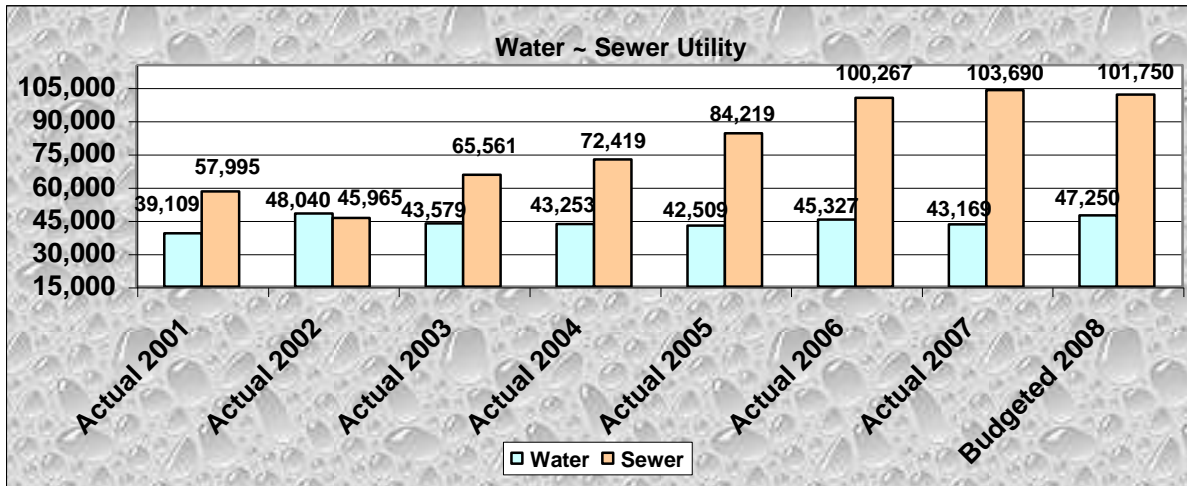 Water ~ Sewer Utility
105,000
90,000
75,000
60,000
45,000
30,000
15,000
39,109
57,995
48,040
45,965
43,579
65,561
43,253
72,419
42,509
84,219
45,327
100,267
43,169
103,690
47,250
101,750
Actual 2001
Actual 2002
Actual 2003
Actual 2004
Actual 2005
Actual 2006
Actual 2007
Budgeted 2008
Water Sewer